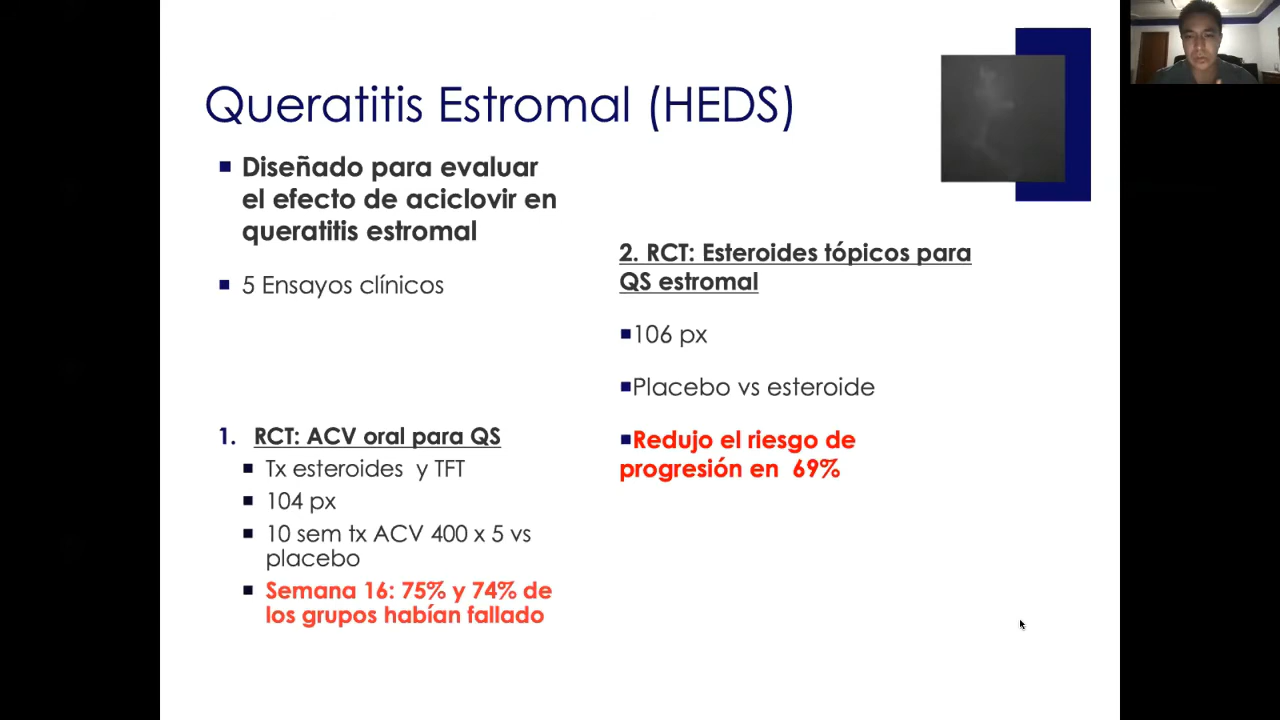 Queratitis Estromal (HEDS)
■ Diseñado para evaluar
el efecto de aciclovir en
queratitis estromal
■ 5 Ensayos clínicos
1. RCT: ACV oral para QS
■ Tx esteroides y TFT
■ 104 px
■ 10 sem tx ACV 400 x 5 vs
placebo
■ Semana 16: 75% y 74% de
los grupos habían fallado
2. RCT: Esteroides tópicos para
QS estromal
■106 px
■Placebo vs esteroide
■Redujo el riesgo de
progresión en 69%